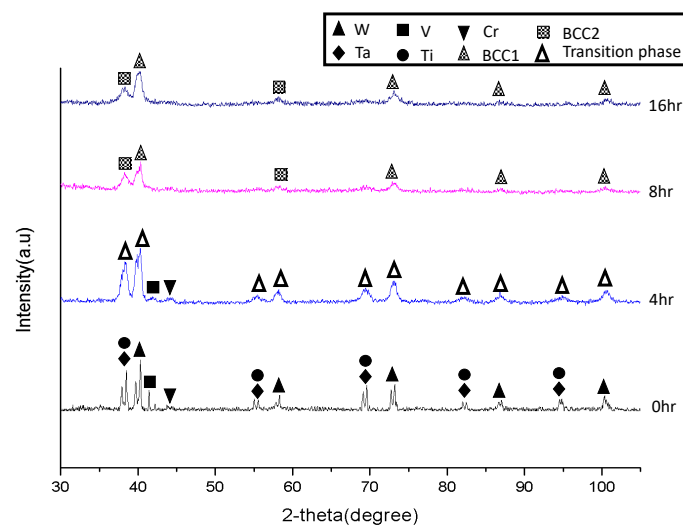 W V Cr BCC2
Ta Ti BCC1 Transition phase
16hr
8hr
4hr
0hr
Intensity(a.u)
30 40 50 60 70 80 90 100
2-theta(degree)